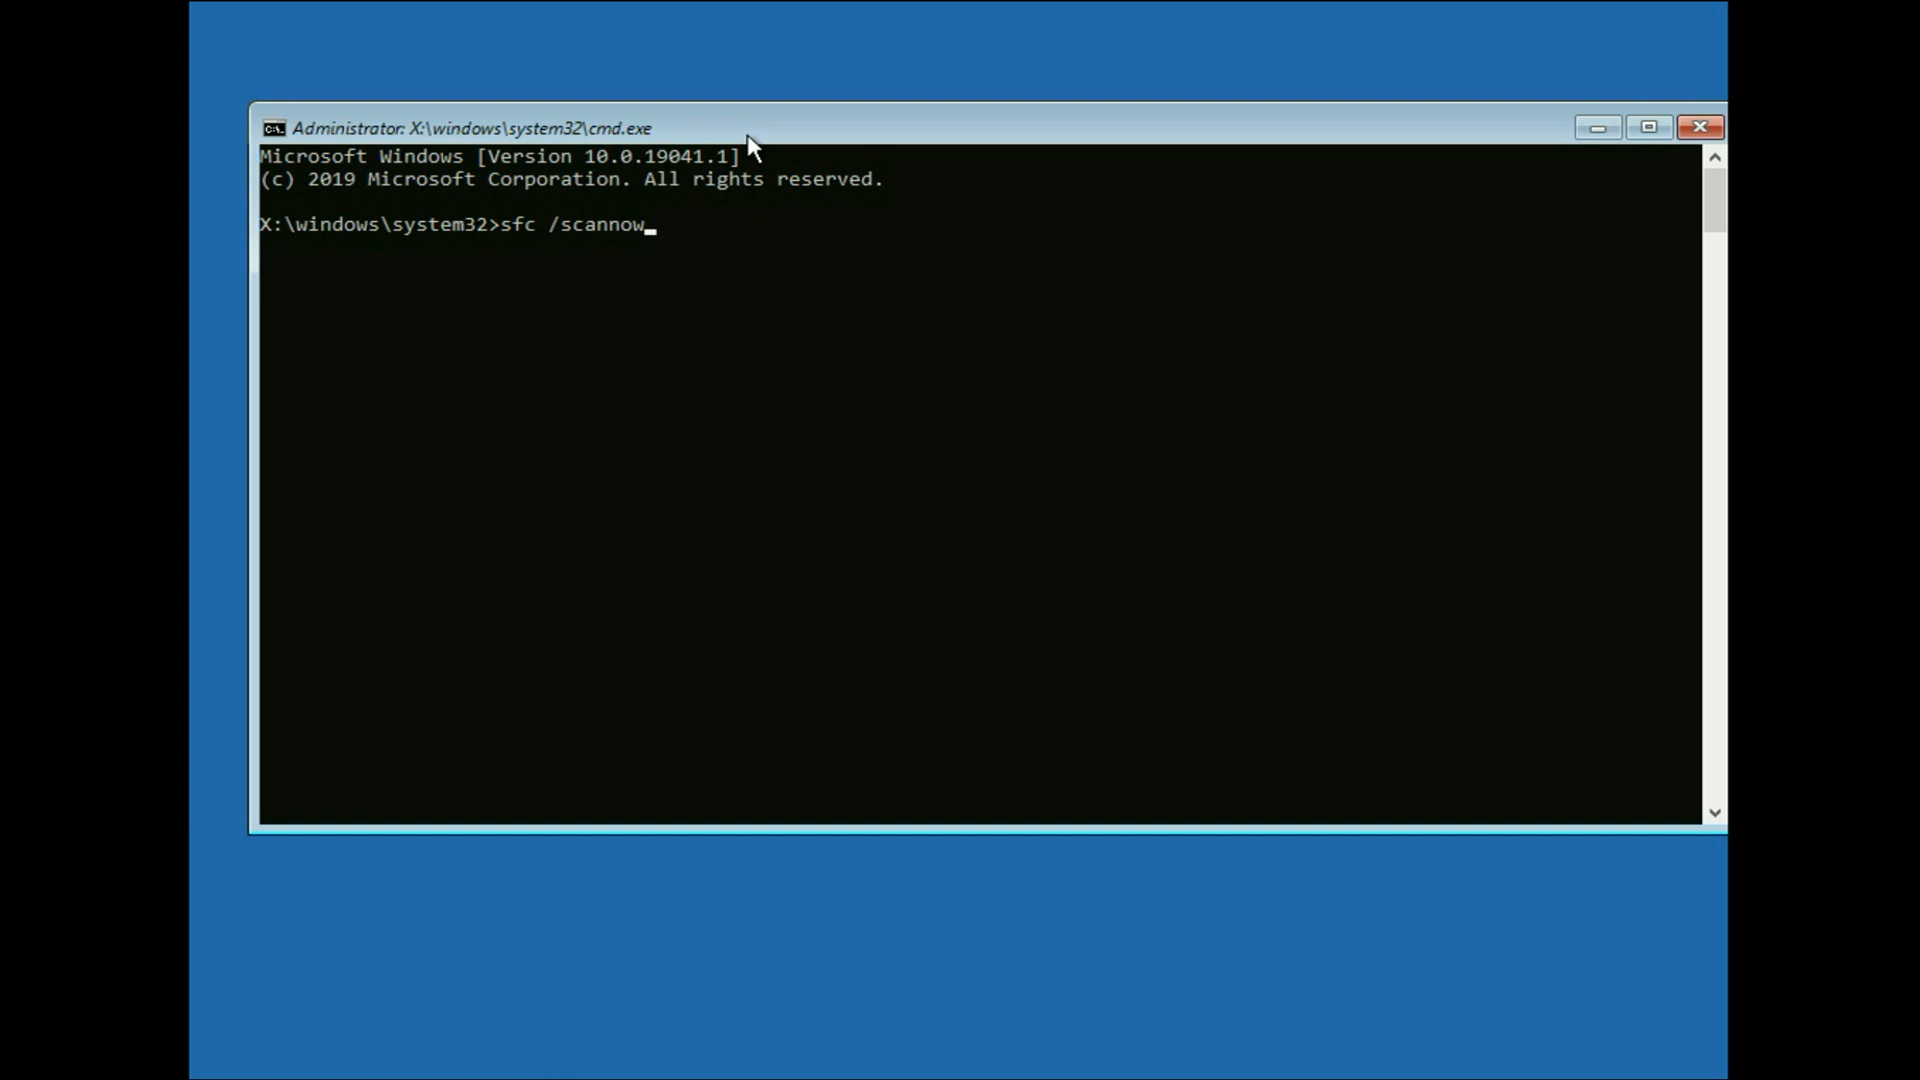 Administrator: X:\windows\system32\cmd.exe
Microsoft Windows [Version 10.0.19041.1]
(c) 2019 Microsoft Corporation. All rights reserved.
X:\windows\system32>sfc /scannow